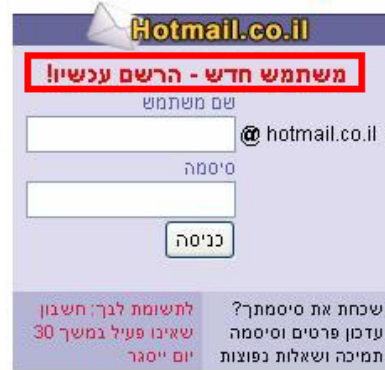 Hotmail.co.il
משתמש חדש - הרשם עכשיו!
שם משתמש
@ hotmail.co.il
סיסמה
כניסה
שכחת את סיסמתך?
עדכון פרטים וסיסמה
תמיכה ושאלות נפוצות
לתשומת לבך: חשבון
שאינו פעיל במשך 30
יום ייסגר